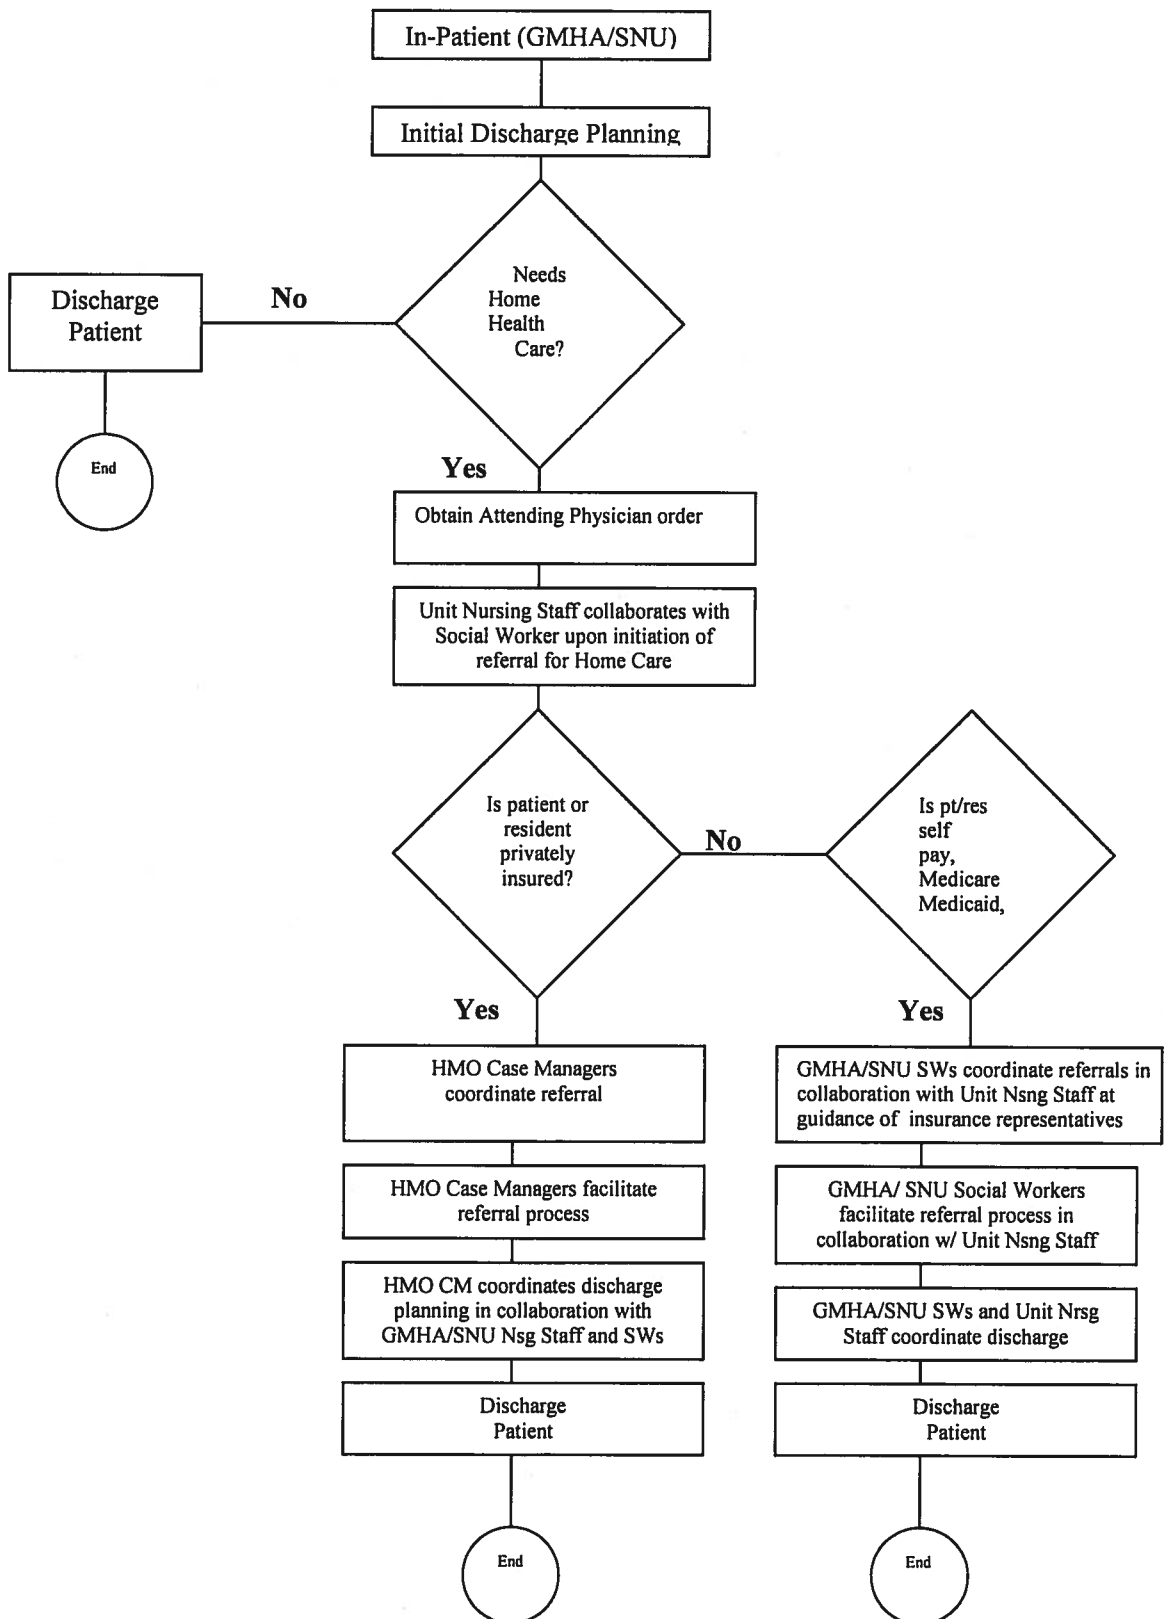 In-Patient (GMHA/SNU)
Initial Discharge Planning
Needs
Home
Health
Care?
No
Discharge
Patient
End
Yes
Obtain Attending Physician order
Unit Nursing Staff collaborates with
Social Worker upon initiation of
referral for Home Care
Is patient or
resident
privately
insured?
No
Is pt/res
self
pay,
Medicare
Medicaid,
Yes
HMO Case Managers
coordinate referral
HMO Case Managers facilitate
referral process
HMO CM coordinates discharge
planning in collaboration with
GMHA/SNU Nsg Staff and SWs
Discharge
Patient
End
Yes
GMHA/SNU SWs coordinate referrals in
collaboration with Unit Nsng Staff at
guidance of insurance representatives
GMHA/ SNU Social Workers
facilitate referral process in
collaboration w/ Unit Nsng Staff
GMHA/SNU SWs and Unit Nrsg
Staff coordinate discharge
Discharge
Patient
End